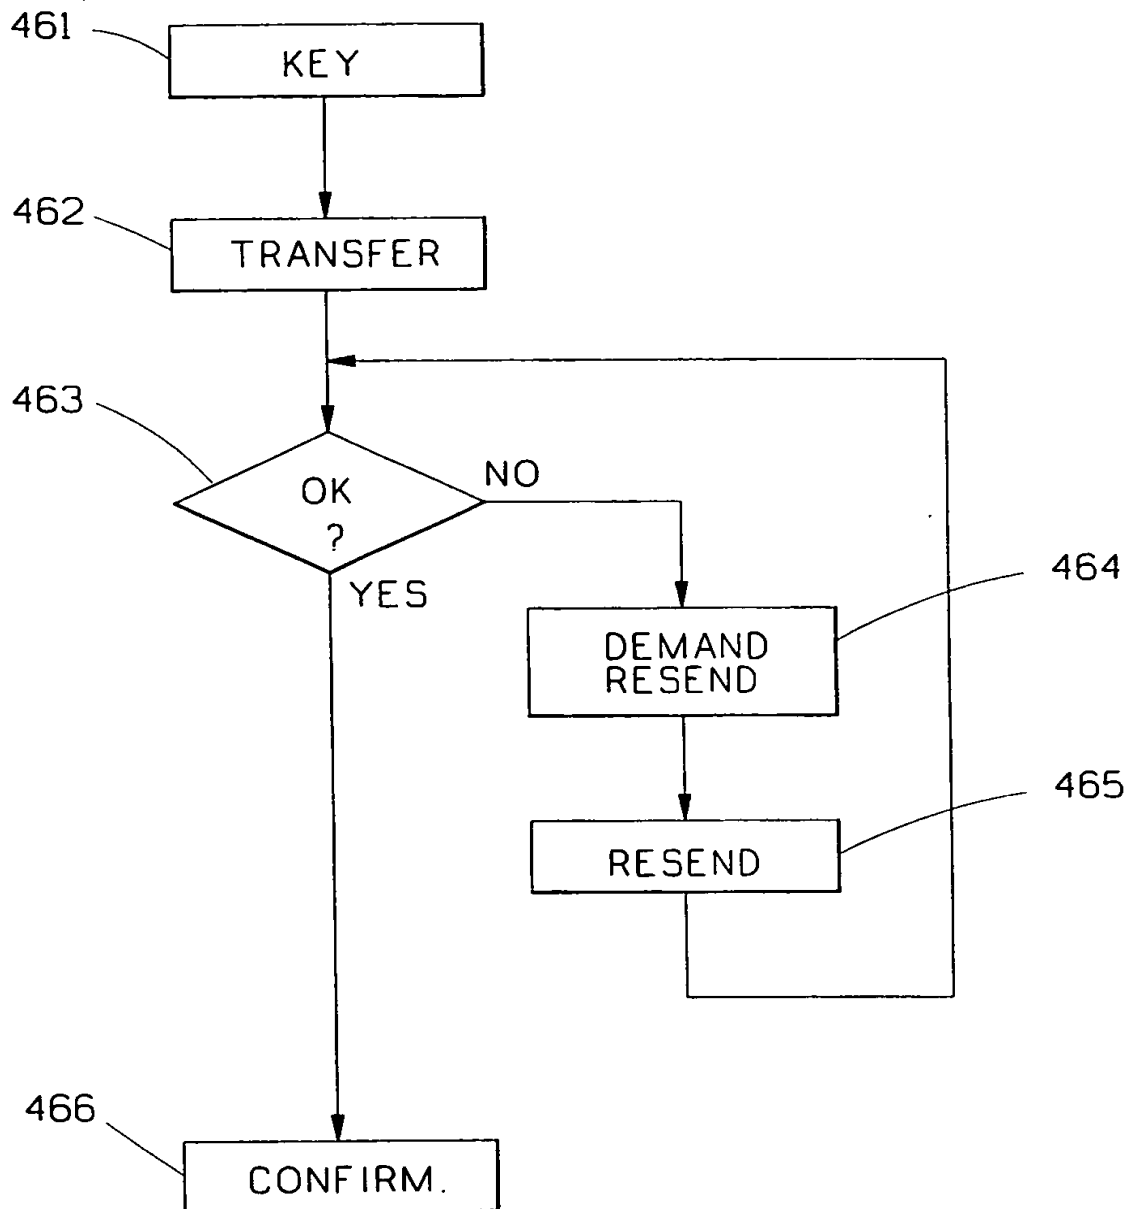 461
KEY
462
TRANSFER
463
OK
?
NO
YES
464
DEMAND
RESEND
465
RESEND
466
CONFIRM.